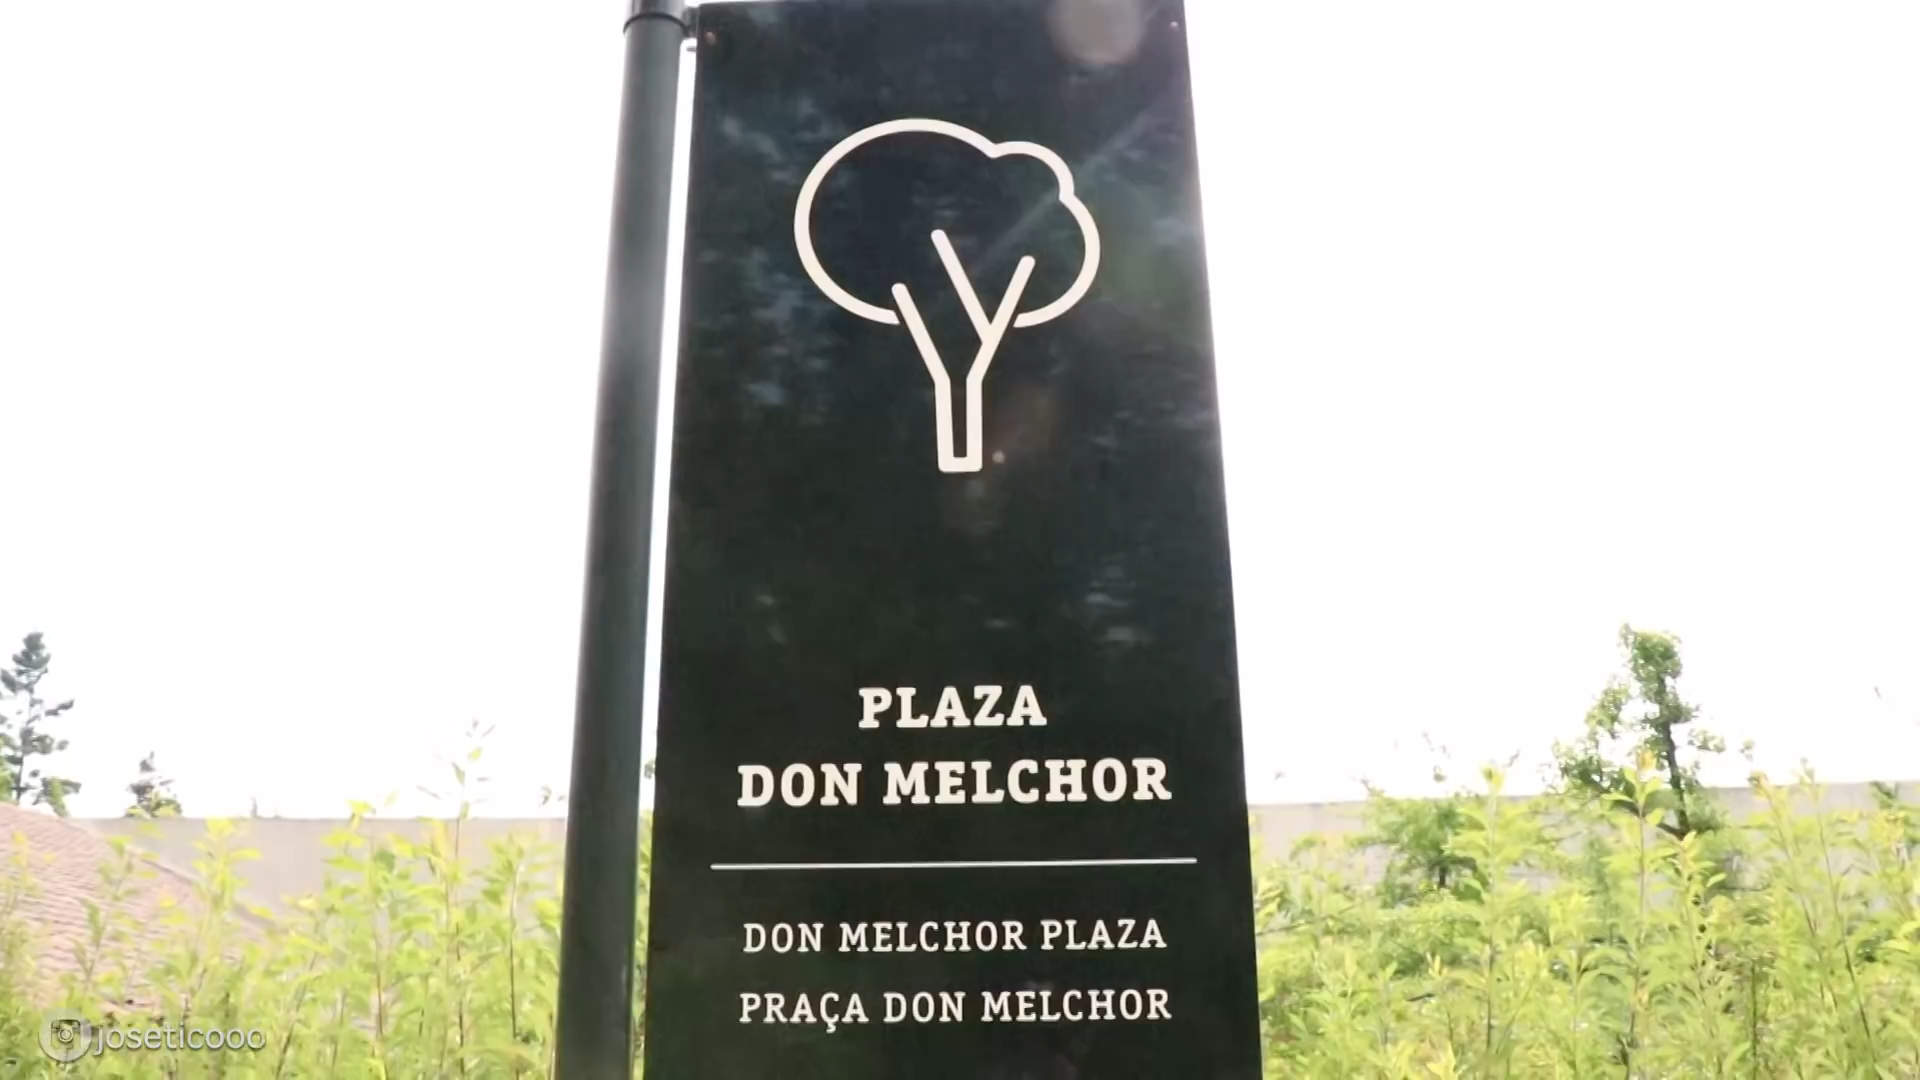 PLAZA
DON MELCHOR
DON MELCHOR PLAZA
PRAÇA DON MELCHOR
joseticooo